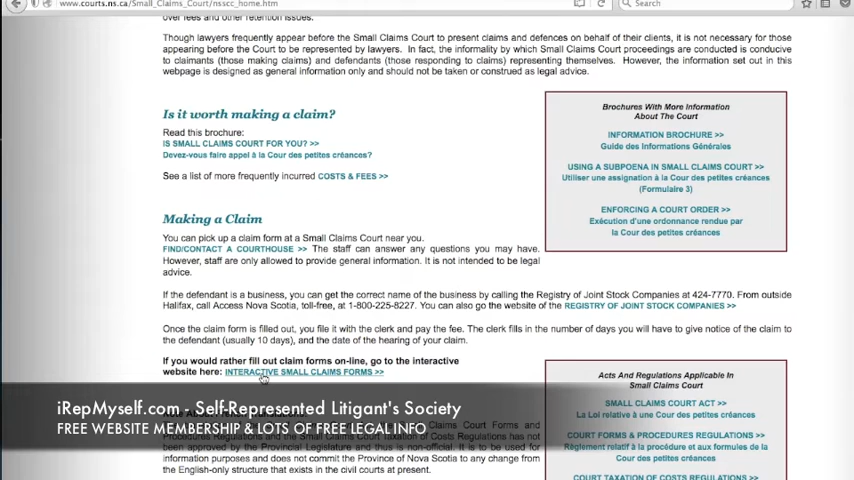 www.courts.ns.ca/Small_Claims_Court/nsscc_home.htm
Search
over fees and other retention issues.
Though lawyers frequently appear before the Small Claims Court to present claims and defences on behalf of their clients, it is not necessary for those
appearing before the Court to be represented by lawyers. In fact, the informality by which Small Claims Court proceedings are conducted is conducive
to claimants (those making claims) and defendants (those responding to claims) representing themselves. However, the information set out in this
webpage is designed as general information only and should not be taken or construed as legal advice.
Is it worth making a claim?
Read this brochure:
IS SMALL CLAIMS COURT FOR YOU? >>
Devez-vous faire appel à la Cour des petites créances?
See a list of more frequently incurred COSTS & FEES >>
Brochures With More Information
About The Court
INFORMATION BROCHURE >>
Guide des Informations Générales
USING A SUBPOENA IN SMALL CLAIMS COURT >>
Utiliser une assignation à la Cour des petites créances
(Formulaire 3)
ENFORCING A COURT ORDER >>
Exécution d'une ordonnance rendue par
la Cour des petites créances
Making a Claim
You can pick up a claim form at a Small Claims Court near you.
FIND/CONTACT A COURTHOUSE >> The staff can answer any questions you may have.
However, staff are only allowed to provide general information. It is not intended to be legal
advice.
If the defendant is a business, you can get the correct name of the business by calling the Registry of Joint Stock Companies at 424-7770. From outside
Halifax, call Access Nova Scotia, toll-free, at 1-800-225-8227. You can also go the website of the REGISTRY OF JOINT STOCK COMPANIES >>
Once the claim form is filled out, you file it with the clerk and pay the fee. The clerk fills in the number of days you will have to give notice of the claim to
the defendant (usually 10 days), and the date of the hearing of your claim.
If you would rather fill out claim forms on-line, go to the interactive
website here: INTERACTIVE SMALL CLAIMS FORMS >>
Acts And Regulations Applicable In
Small Claims Court
SMALL CLAIMS COURT ACT >>
La Loi relative à une Cour des petites créances
COURT FORMS & PROCEDURES REGULATIONS >>
Règlement relatif à la procédure et aux formules de la
Cour des petites créances
COURT TAXATION OF COSTS REGULATIONS >>
iRepMyself.com - Self-Represented Litigant's Society
FREE WEBSITE MEMBERSHIP & LOTS OF FREE LEGAL INFO
Claims Court Forms and
Procedures Regulations and the Small Claims Court Taxation of Costs Regulations has not
been approved by the Provincial Legislature and thus is non-official. It is to be used for
information purposes and does not commit the Province of Nova Scotia to any change from
the English-only structure that exists in the civil courts at present.